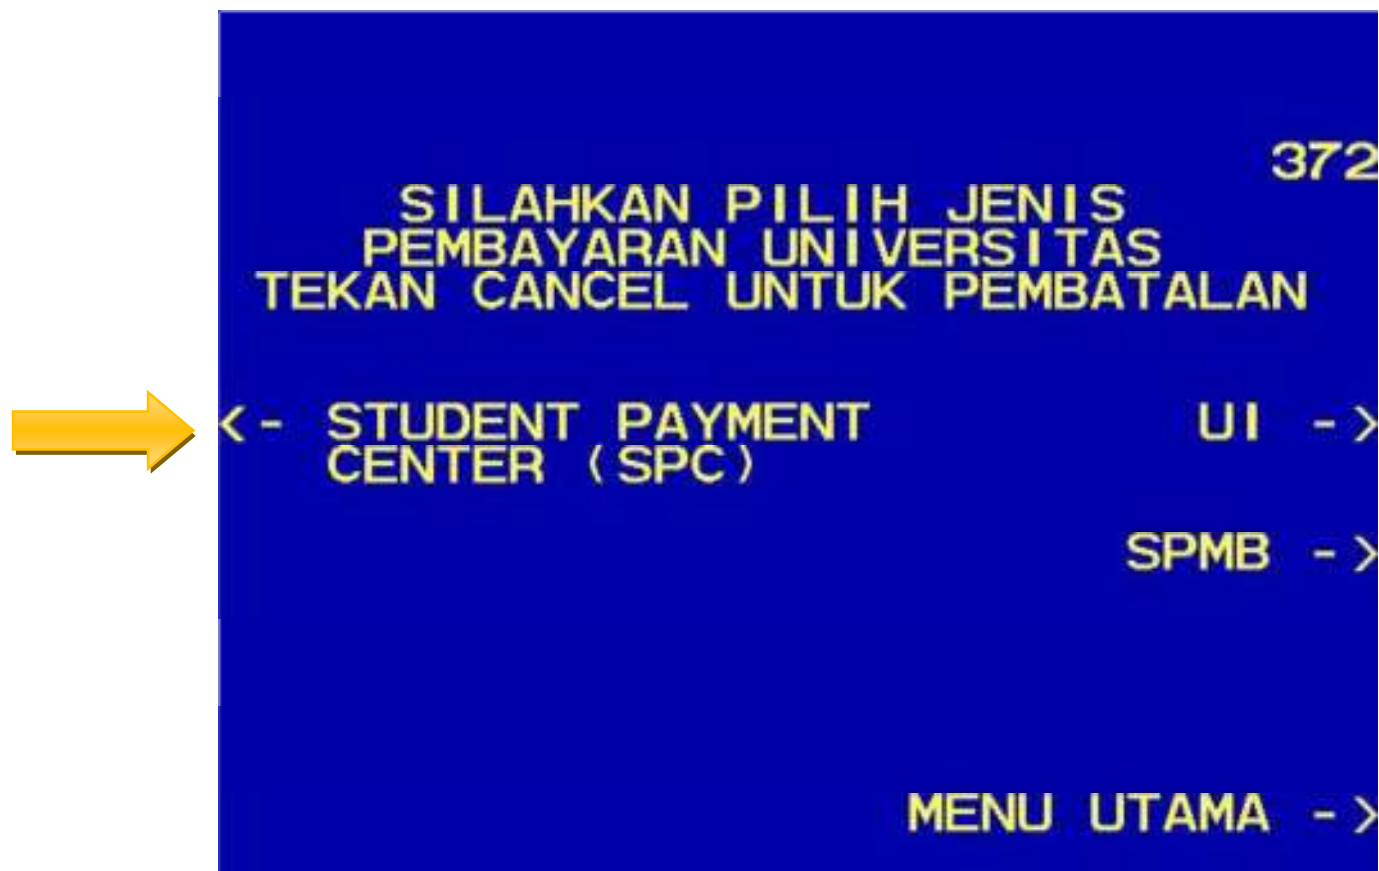 372
SILAHKAN PILIH JENIS
PEMBAYARAN UNIVERSITAS
TEKAN CANCEL UNTUK PEMBATALAN
<- STUDENT PAYMENT UI ->
CENTER (SPC)
SPMB ->
MENU UTAMA ->